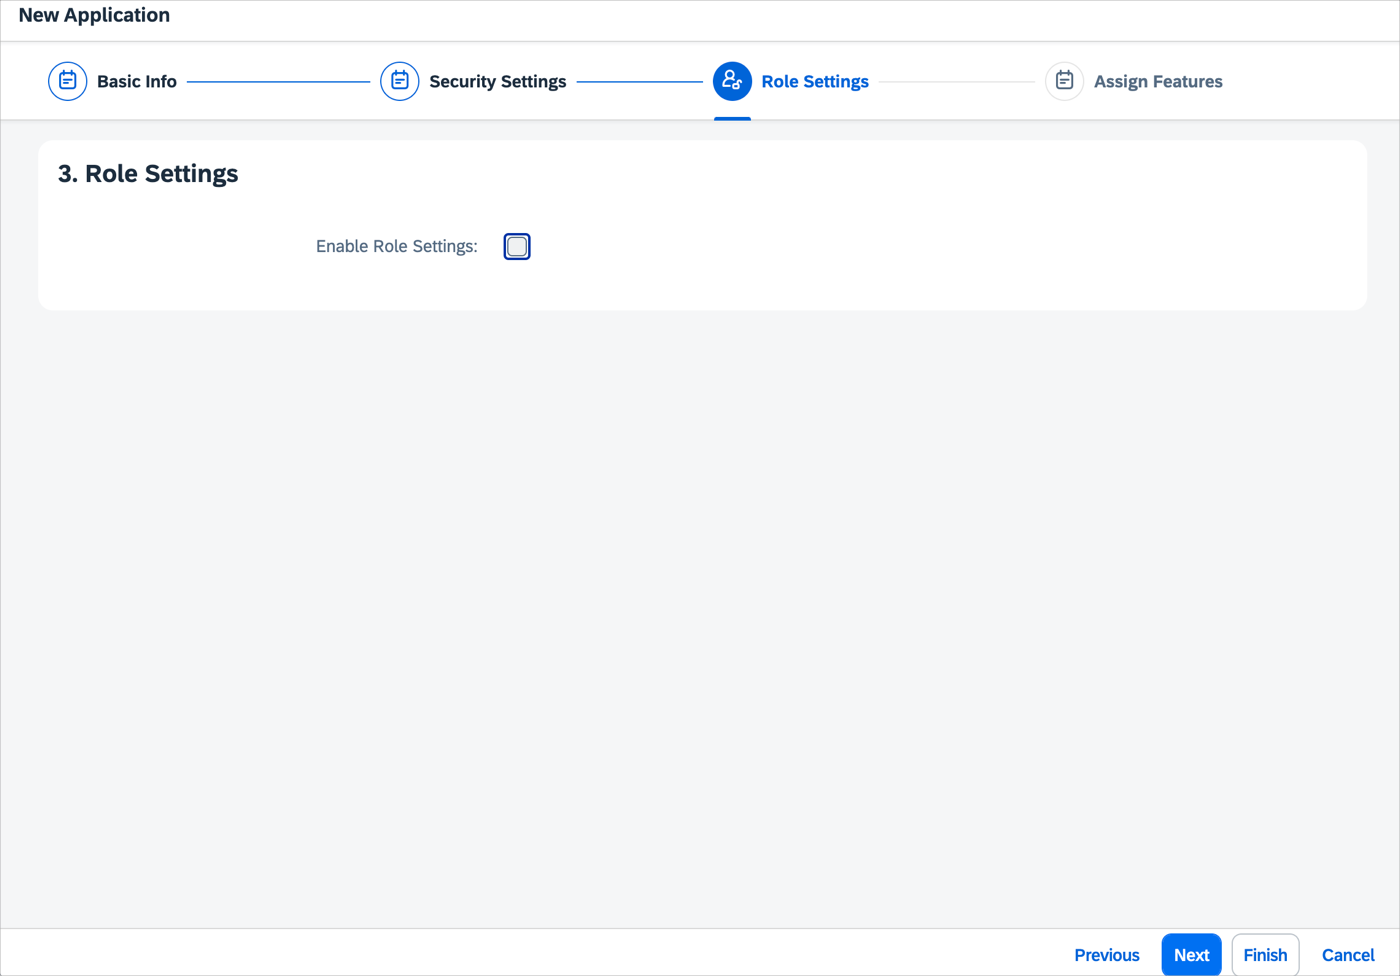 New Application
Basic Info
Security Settings
Role Settings
Assign Features
3. Role Settings
Enable Role Settings:
Previous
Next
Finish
Cancel